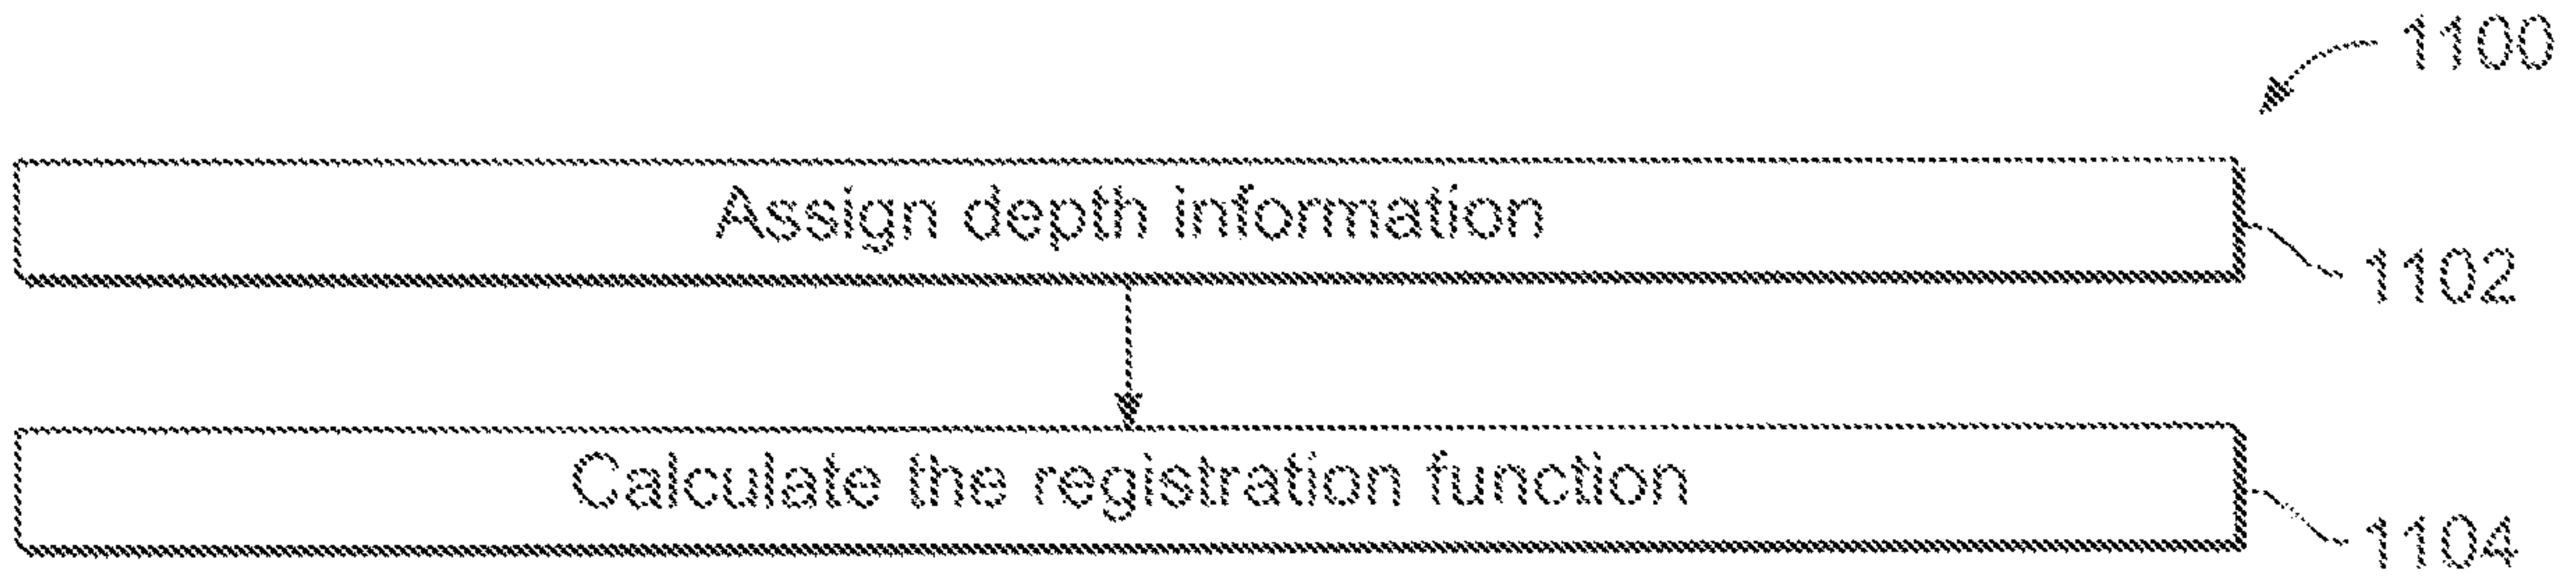 1100
Assign depth information
1102
Calculate the registration function
1104